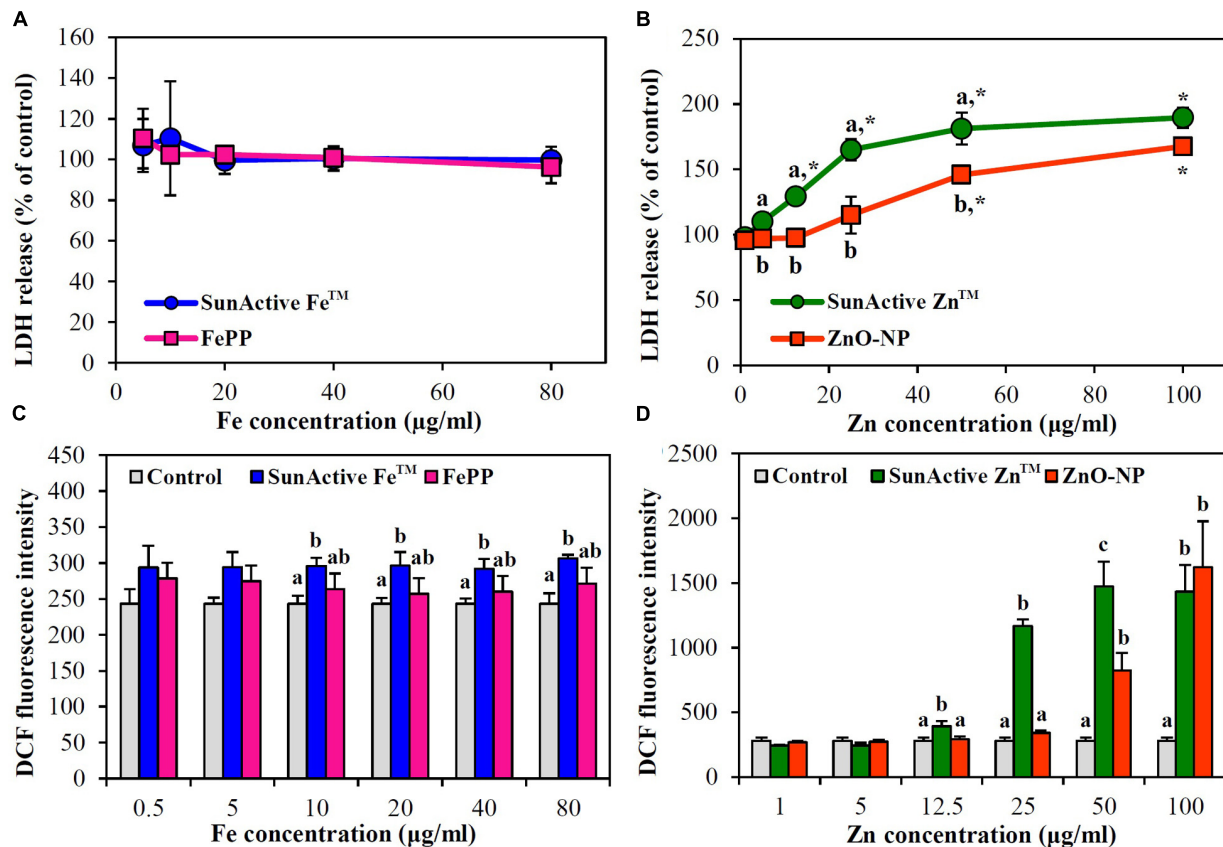 A
LDH release (% of control)
160
140
120
100
80
60
40
20
0
SunActive Fe™
FePP
20 40 60 80
Fe concentration (µg/ml)
B
LDH release (% of control)
250
200
150
100
50
0
a
a,*
a,*
a,*
*
b
b
b
b,*
*
SunActive Zn™
ZnO-NP
0 20 40 60 80 100
Zn concentration (µg/ml)
C
DCF fluorescence intensity
450
400
350
300
250
200
150
100
50
0
Control SunActive Fe™ FePP
a b ab a b ab a b ab a b ab
0.5 5 10 20 40 80
Fe concentration (µg/ml)
D
DCF fluorescence intensity
2500
2000
1500
1000
500
0
Control SunActive Zn™ ZnO-NP
a b a a b a a c b a b b
1 5 12.5 25 50 100
Zn concentration (µg/ml)